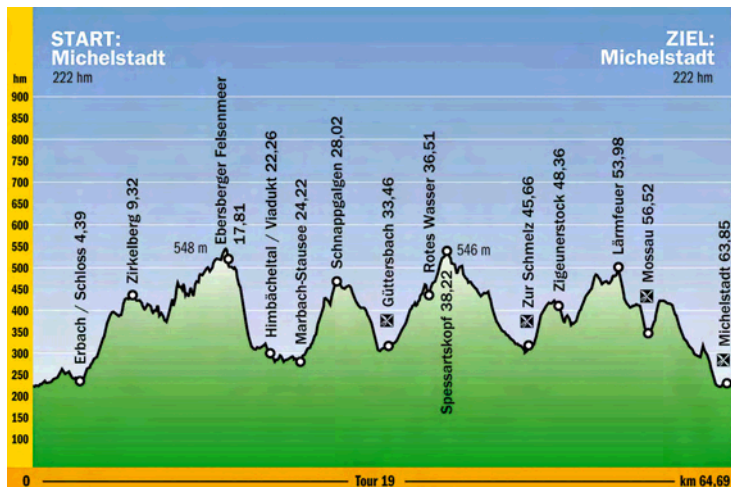 START:
Michelstadt
222 hm
ZIEL:
Michelstadt
222 hm
hm
900
850
800
750
700
650
600
550
500
450
400
350
300
250
200
150
100
Erbach / Schloss 4,39
Zirkelberg 9,32
548 m
Ebersberger Felsenmeer
17,81
Himbächeltal / Viadukt 22,26
Marbach-Stausee 24,22
Schnappgalgen 28,02
Güttersbach 33,46
Rotes Wasser 36,51
Spessartskopf 38,22
546 m
Zur Schmelz 45,66
Zigeunerstock 48,36
Lärmfeuer 53,98
Mossau 56,52
Michelstadt 63,85
0
Tour 19
km 64,69